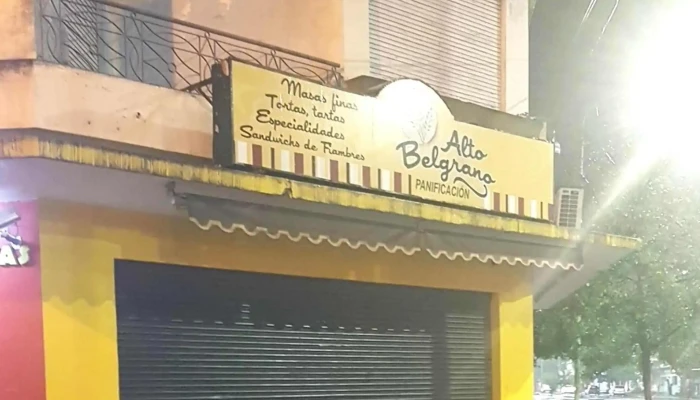 Masas finas
Tortas, tartas
Especialidades
Sandwichs de Fiambres
Alto
Belgrano
PANIFICACIÓN